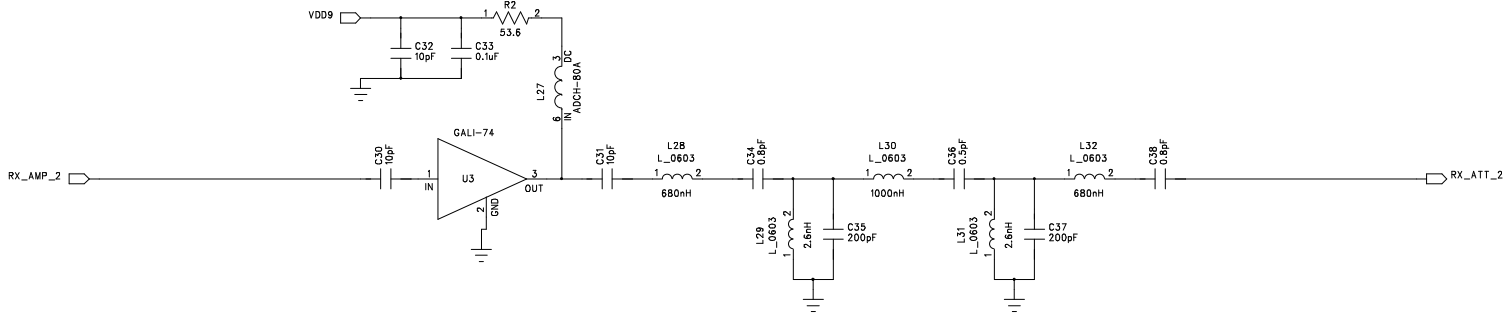 VDD9
1 R2 2
53.6
C32
10pF
C33
0.1uF
3 DC
L27
ADCH-80A
6 IN
RX_AMP_2
C30
10pF
GALI-74
1
IN
U3
3
OUT
2
GND
C31
10pF
L28
L_0603
1 2
680nH
C34
0.8pF
L29
L_0603
1 2
2.6nH
C35
200pF
L30
L_0603
1 2
1000nH
C36
0.5pF
L31
L_0603
1 2
2.6nH
C37
200pF
L32
L_0603
1 2
680nH
C38
0.8pF
RX_ATT_2